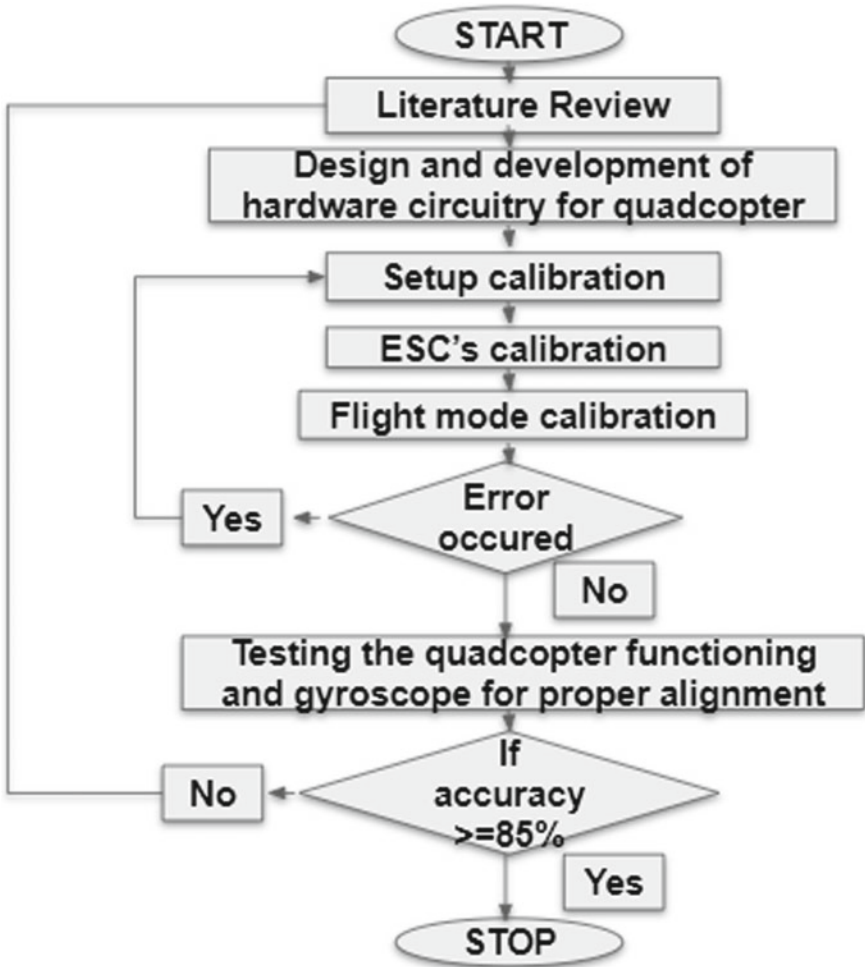 START
Literature Review
Design and development of
hardware circuitry for quadcopter
Setup calibration
ESC's calibration
Flight mode calibration
Error
occured
Yes
No
Testing the quadcopter functioning
and gyroscope for proper alignment
If
accuracy
>=85%
No
Yes
STOP